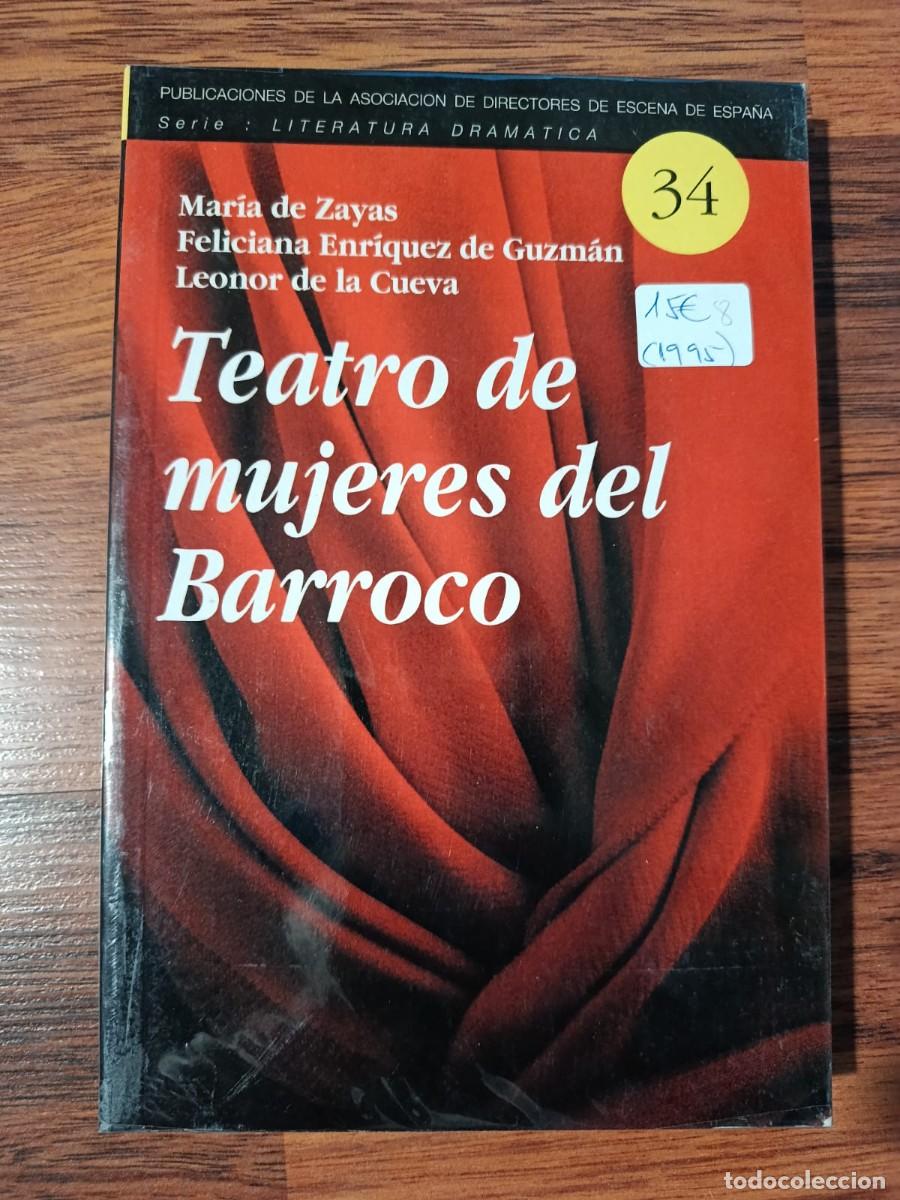 PUBLICACIONES DE LA ASOCIACION DE DIRECTORES DE ESCENA DE ESPAÑA
Serie : LITERATURA DRAMATICA
34
María de Zayas
Feliciana Enríquez de Guzmán
Leonor de la Cueva
15€ 8
(1995)
Teatro de
mujeres del
Barroco
todocoleccion